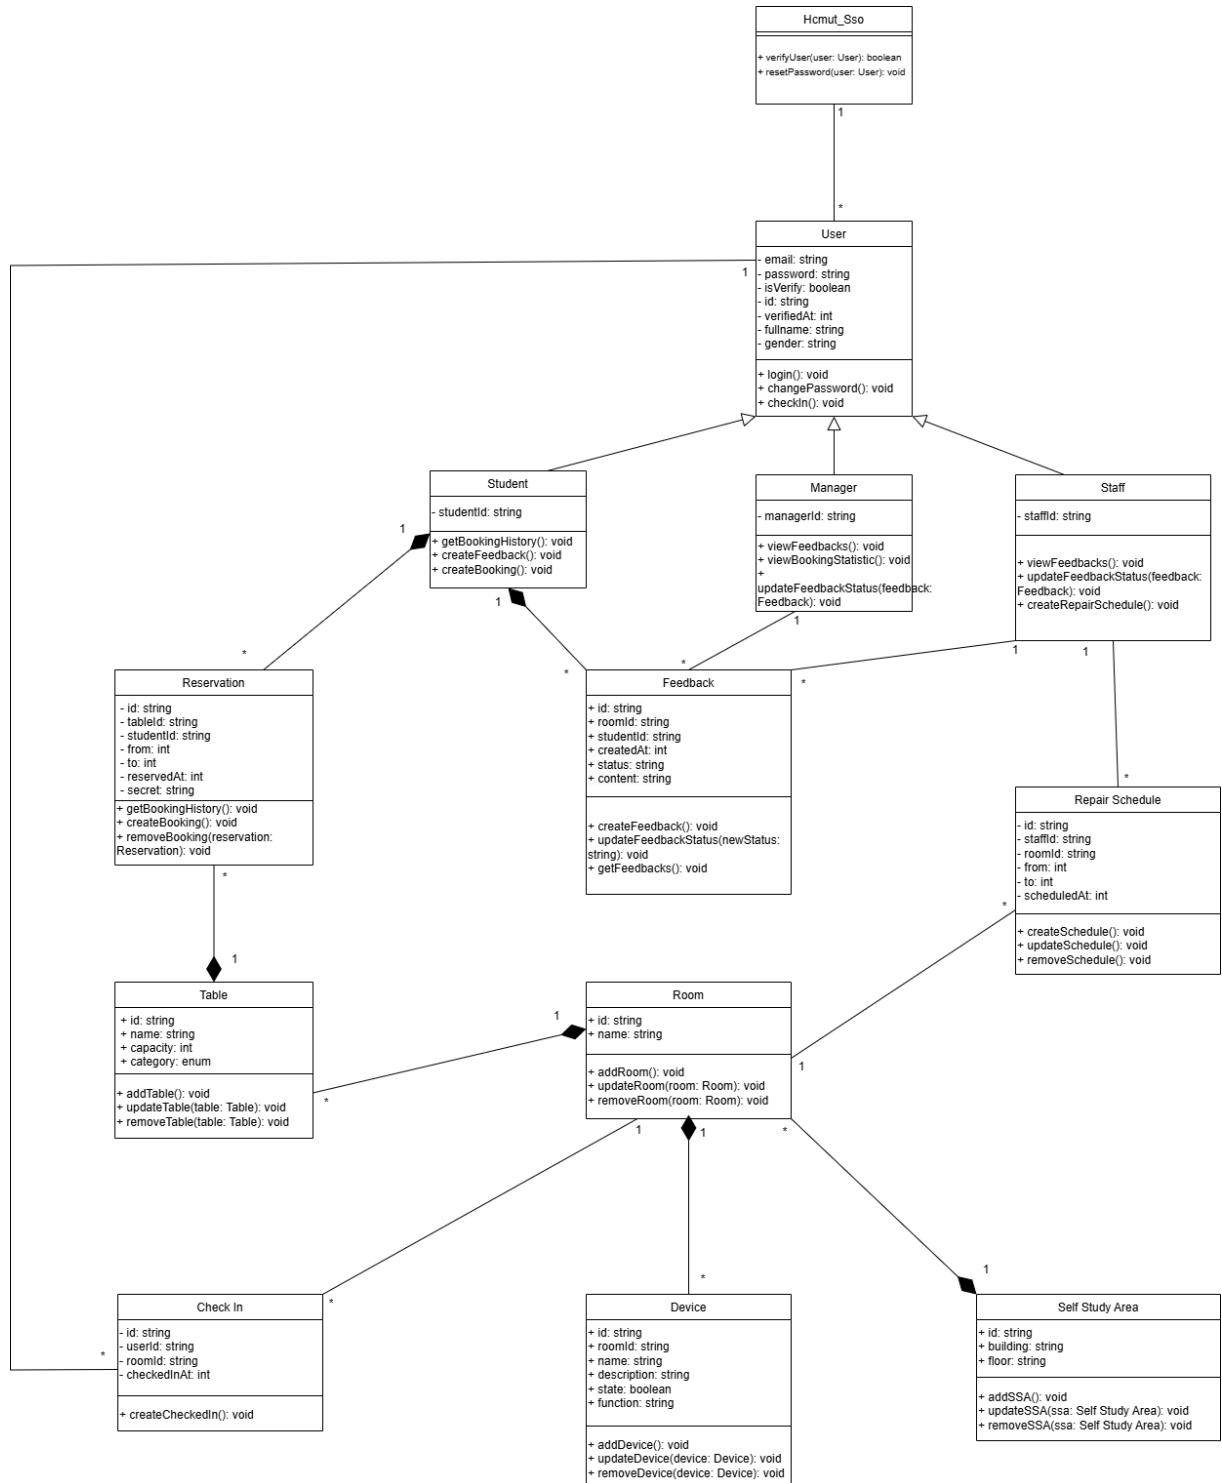 Hcmut_Sso
+ verifyUser(user: User): boolean
+ resetPassword(user: User): void
1
*
User
- email: string
- password: string
- isVerify: boolean
- id: string
- verifiedAt: int
- fullname: string
- gender: string
+ login(): void
+ changePassword(): void
+ checkIn(): void
1
Student
- studentId: string
+ getBookingHistory(): void
+ createFeedback(): void
+ createBooking(): void
1
1
Manager
- managerId: string
+ viewFeedbacks(): void
+ viewBookingStatistic(): void
+
updateFeedbackStatus(feedback:
Feedback): void
1
Staff
- staffId: string
+ viewFeedbacks(): void
+ updateFeedbackStatus(feedback:
Feedback): void
+ createRepairSchedule(): void
1
1
*
Reservation
- id: string
- tableId: string
- studentId: string
- from: int
- to: int
- reservedAt: int
- secret: string
+ getBookingHistory(): void
+ createBooking(): void
+ removeBooking(reservation:
Reservation): void
*
*
*
*
Feedback
+ id: string
+ roomId: string
+ studentId: string
+ createdAt: int
+ status: string
+ content: string
+ createFeedback(): void
+ updateFeedbackStatus(newStatus:
string): void
+ getFeedbacks(): void
*
Repair Schedule
- id: string
- staffId: string
- roomId: string
- from: int
- to: int
- scheduledAt: int
+ createSchedule(): void
+ updateSchedule(): void
+ removeSchedule(): void
*
1
Table
+ id: string
+ name: string
+ capacity: int
+ category: enum
+ addTable(): void
+ updateTable(table: Table): void
+ removeTable(table: Table): void
*
1
Room
+ id: string
+ name: string
+ addRoom(): void
+ updateRoom(room: Room): void
+ removeRoom(room: Room): void
1
1
1
*
*
Check In
- id: string
- userId: string
- roomId: string
- checkedInAt: int
+ createCheckedIn(): void
*
*
Device
+ id: string
+ roomId: string
+ name: string
+ description: string
+ state: boolean
+ function: string
+ addDevice(): void
+ updateDevice(device: Device): void
+ removeDevice(device: Device): void
1
Self Study Area
+ id: string
+ building: string
+ floor: string
+ addSSA(): void
+ updateSSA(ssa: Self Study Area): void
+ removeSSA(ssa: Self Study Area): void